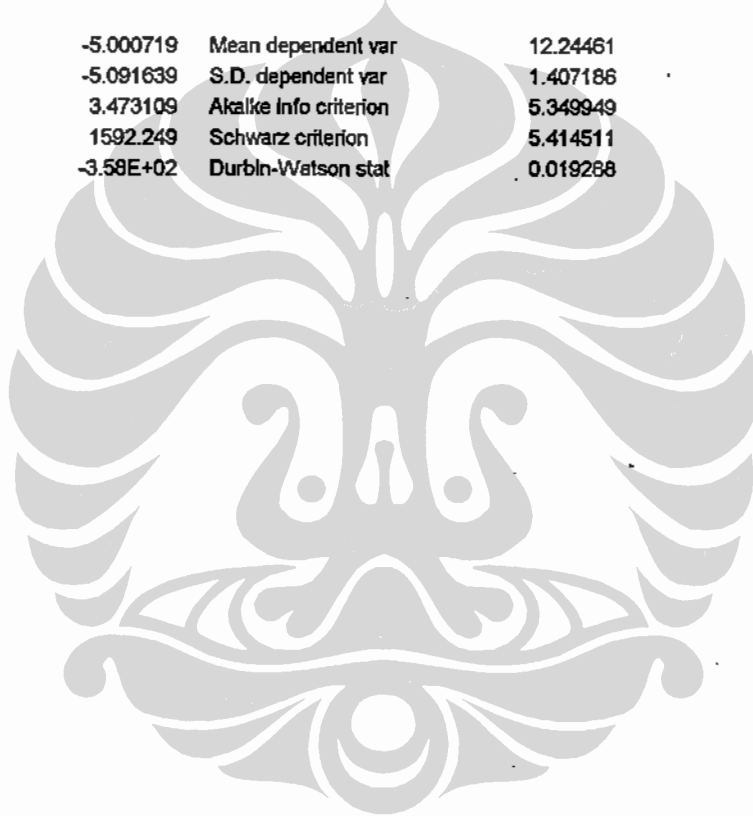 -5.000719 Mean dependent var 12.24461
-5.091639 S.D. dependent var 1.407186
3.473109 Akaike info criterion 5.349949
1592.249 Schwarz criterion 5.414511
-3.58E+02 Durbin-Watson stat 0.019268